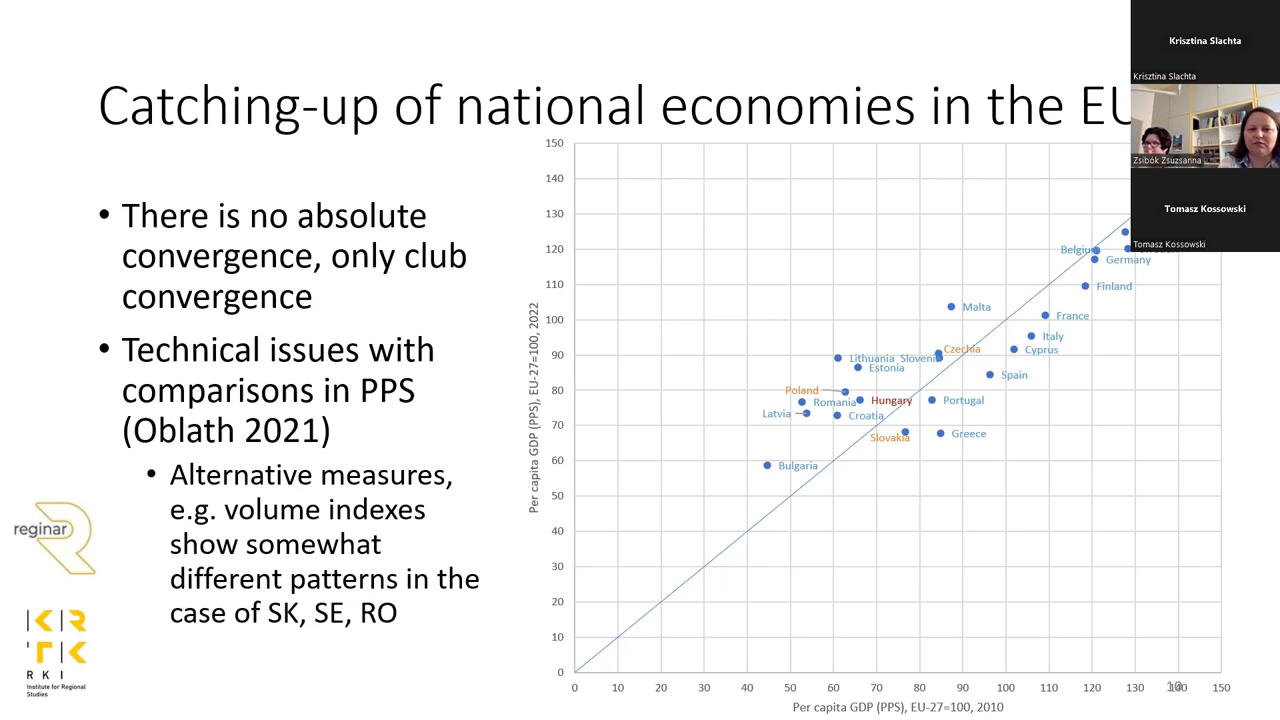 Catching-up of national economies in the EU
• There is no absolute
convergence, only club
convergence
• Technical issues with
comparisons in PPS
(Oblath 2021)
• Alternative measures,
e.g. volume indexes
show somewhat
different patterns in the
case of SK, SE, RO
reginar
KR
TK
R K I
Institute for Regional
Studies
Per capita GDP (PPS), EU-27=100, 2022
150
140
130
120
110
100
90
80
70
60
50
40
30
20
10
0
Belgium
Germany
Finland
Malta
France
Italy
Czechia
Cyprus
Lithuania
Slovenia
Estonia
Spain
Poland
Romania
Hungary
Portugal
Latvia
Croatia
Slovakia
Greece
Bulgaria
0 10 20 30 40 50 60 70 80 90 100 110 120 130 140 150
10
Per capita GDP (PPS), EU-27=100, 2010
Krisztina Slachta
Krisztina Slachta
Zsibók Zsuzsanna
Tomasz Kossowski
Tomasz Kossowski